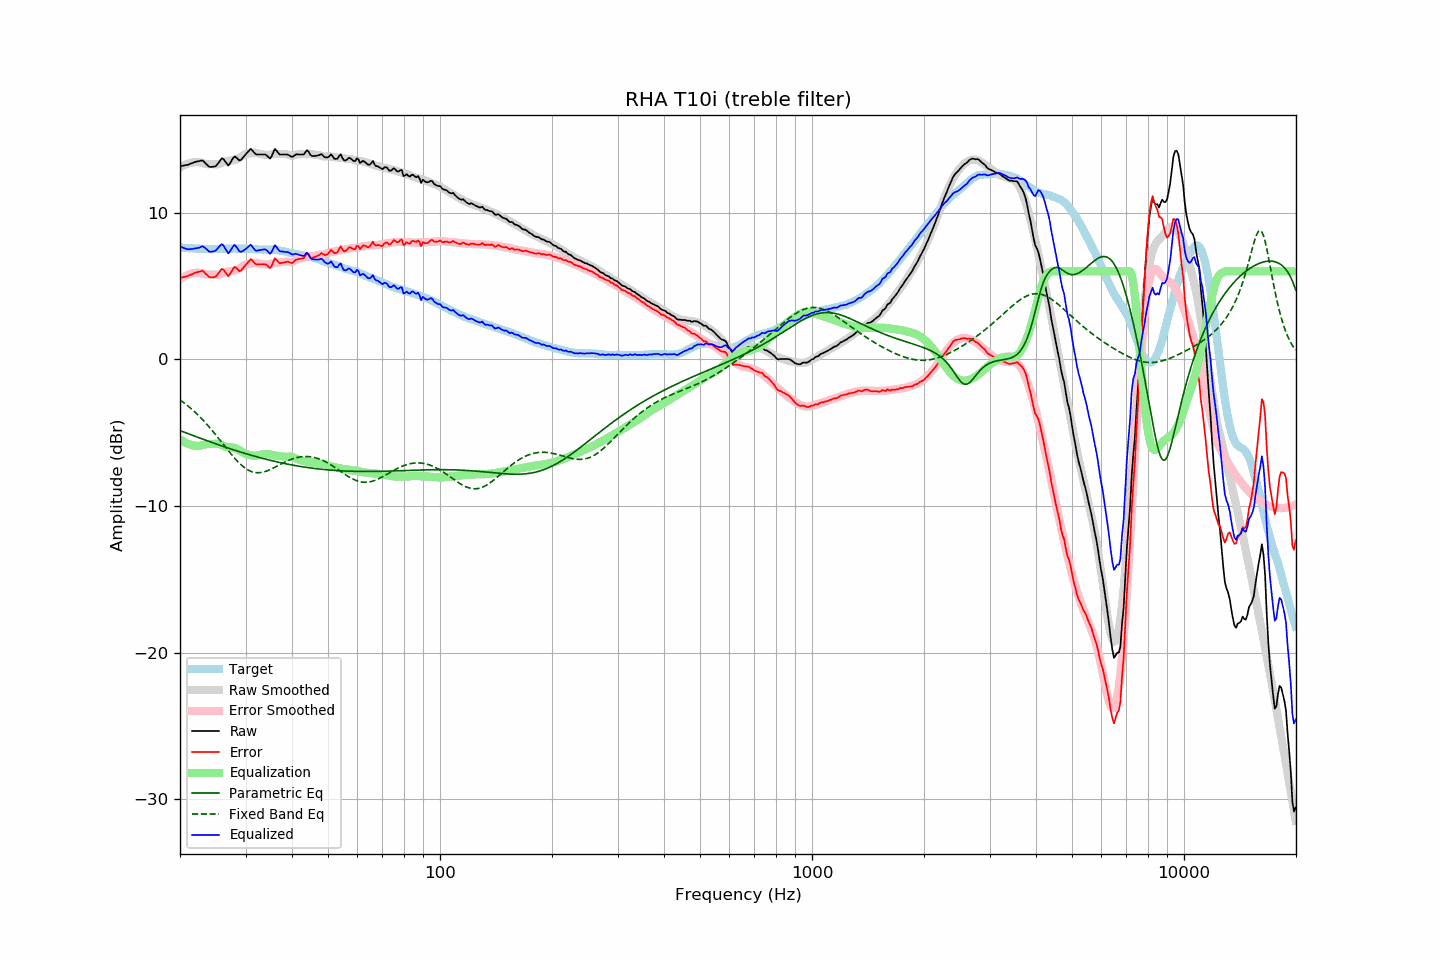 RHA T10i (treble filter)
Amplitude (dBr)
10
0
−10
−20
−30
Target
Raw Smoothed
Error Smoothed
Raw
Error
Equalization
Parametric Eq
Fixed Band Eq
Equalized
100
1000
10000
Frequency (Hz)